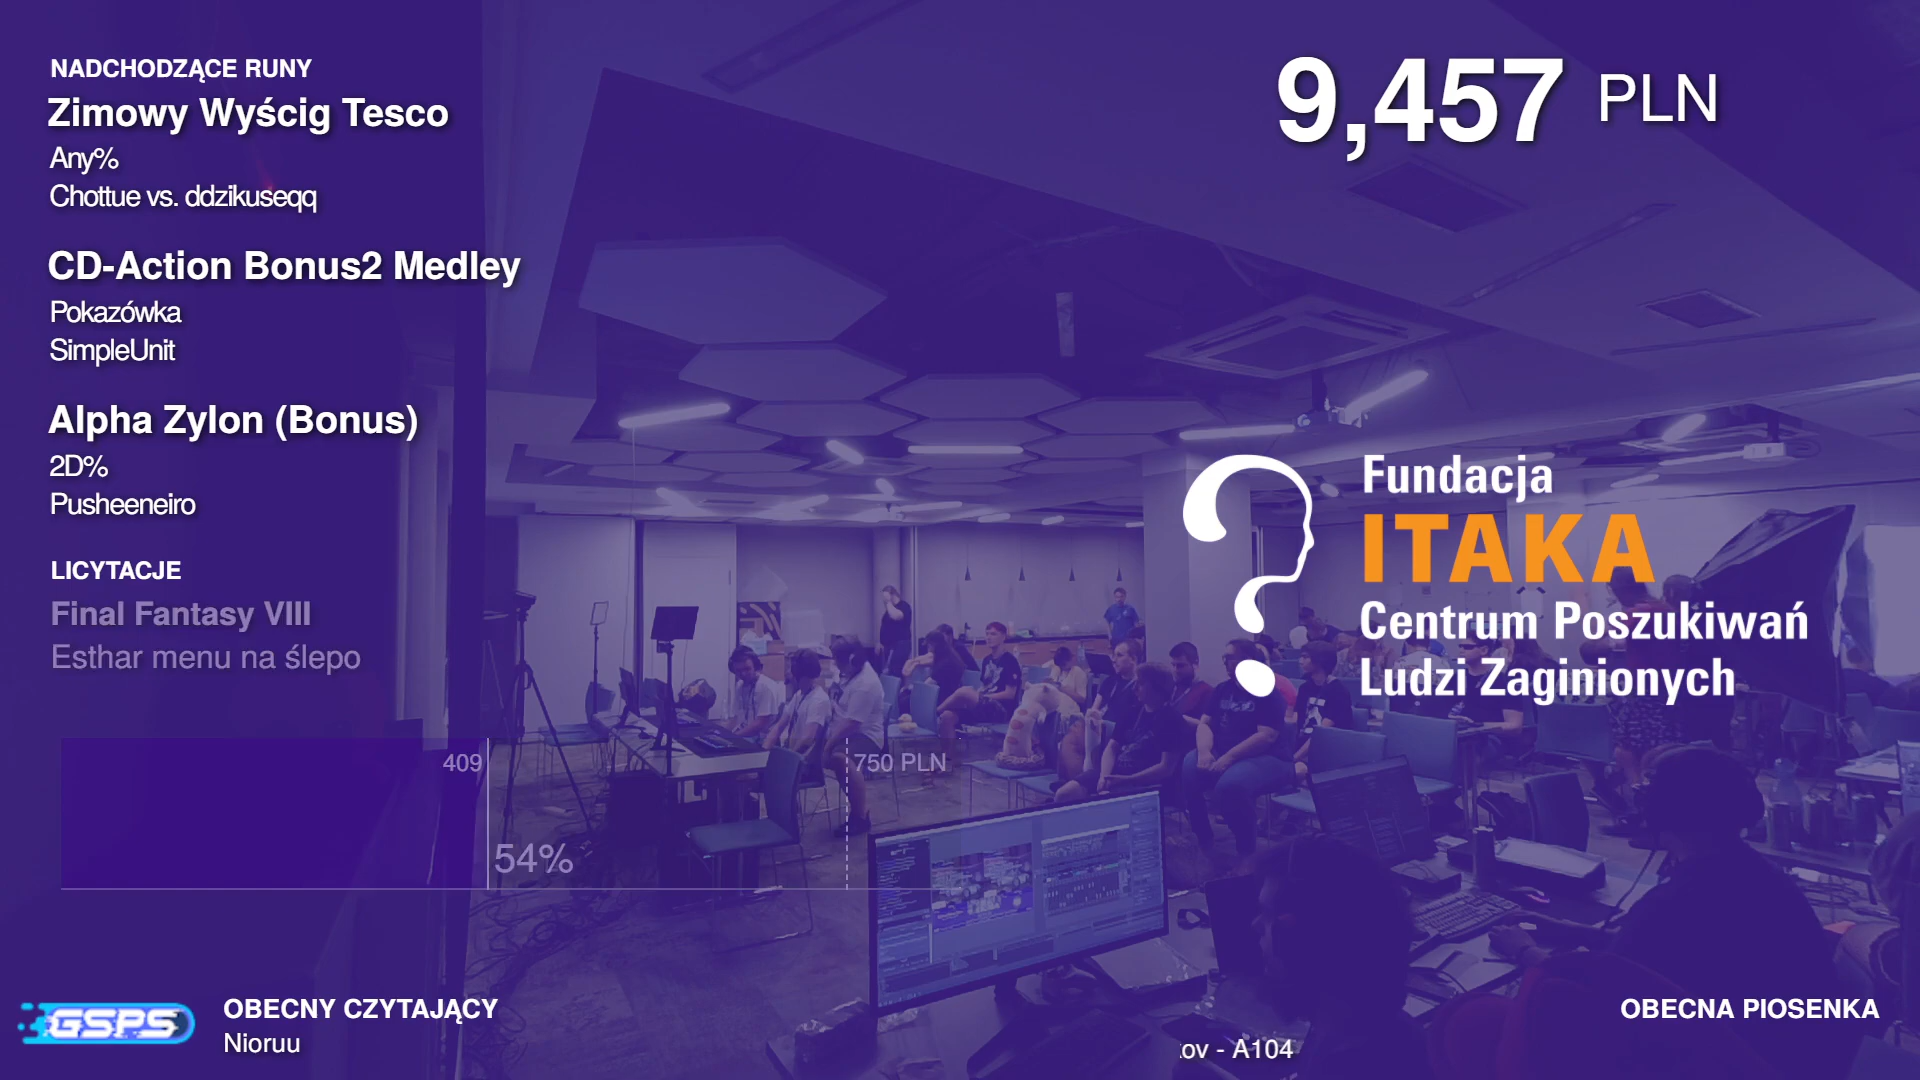 NADCHODZĄCE RUNY
Zimowy Wyścig Tesco
Any%
Chottue vs. ddzikuseqq
CD-Action Bonus2 Medley
Pokazówka
SimpleUnit
Alpha Zylon (Bonus)
2D%
Pusheeneiro
LICYTACJE
Final Fantasy VIII
Esthar menu na ślepo
409
750 PLN
54%
9,457 PLN
Fundacja
ITAKA
Centrum Poszukiwań
Ludzi Zaginionych
GSPS
OBECNY CZYTAJĄCY
Nioruu
OBECNA PIOSENKA
ov - A104